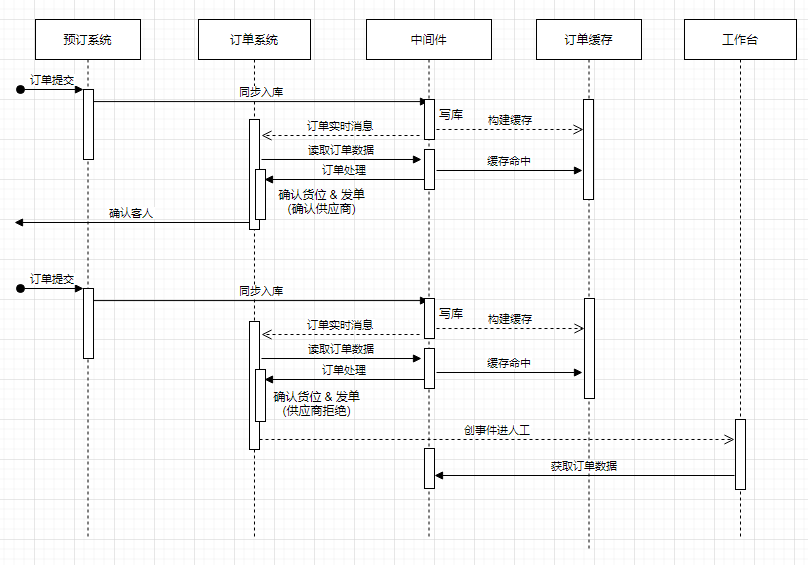 预订系统
订单系统
中间件
订单缓存
工作台
订单提交
同步入库
写库
构建缓存
订单实时消息
读取订单数据
缓存命中
订单处理
确认货位 & 发单
(确认供应商)
确认客人
订单提交
同步入库
写库
构建缓存
订单实时消息
读取订单数据
缓存命中
订单处理
确认货位 & 发单
(供应商拒绝)
创事件进人工
获取订单数据